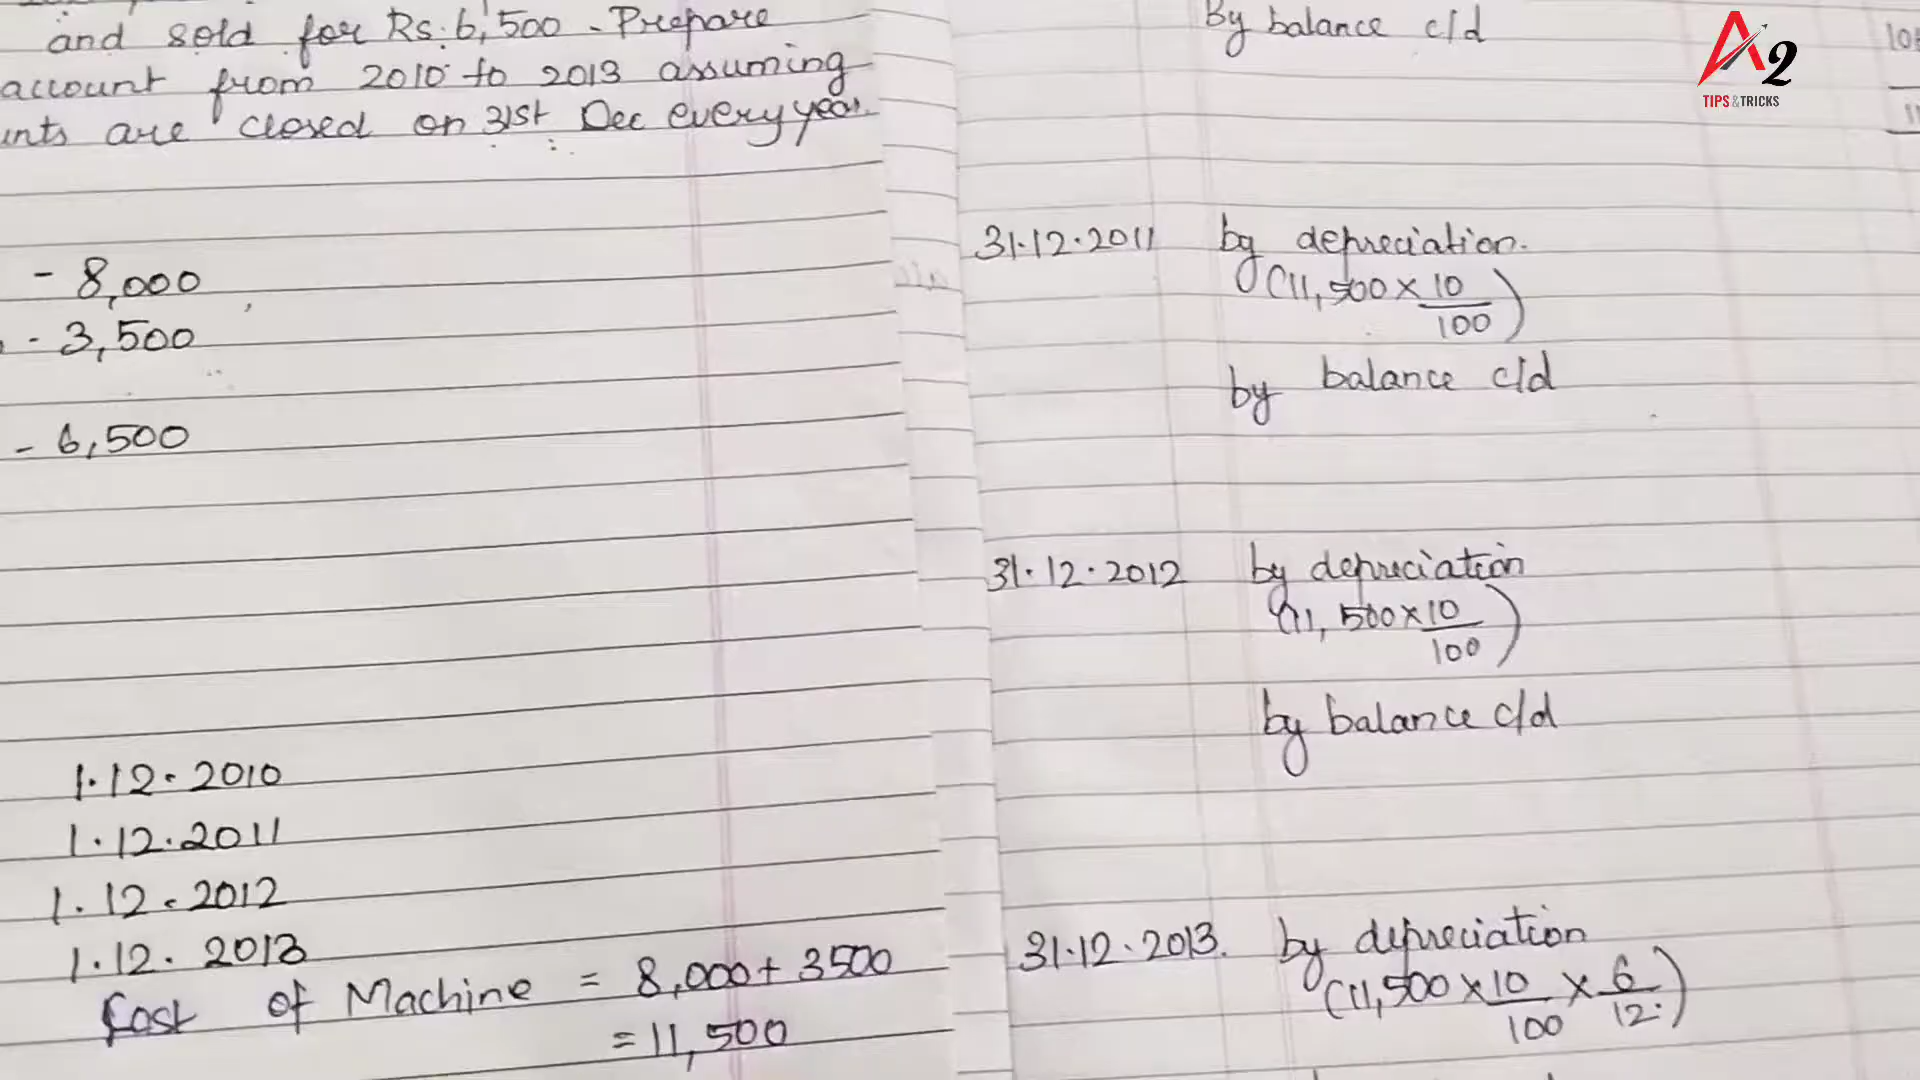 and sold for Rs. 6,500 - Prepare
account from 2010 to 2013 assuming
are closed on 31st Dec every year.
- 8,000
- 3,500
- 6,500
1.12.2010
1.12.2011
1.12.2012
1.12.2013
Cost of Machine = 8,000 + 3500
= 11,500
By balance c/d
31.12.2011 by depreciation.
(11,500 × 10/100)
by balance c/d
31.12.2012 by depreciation
(11,500 × 10/100)
by balance c/d
31.12.2013. by depreciation
(11,500 × 10/100 × 6/12.)
A2
TIPS & TRICKS